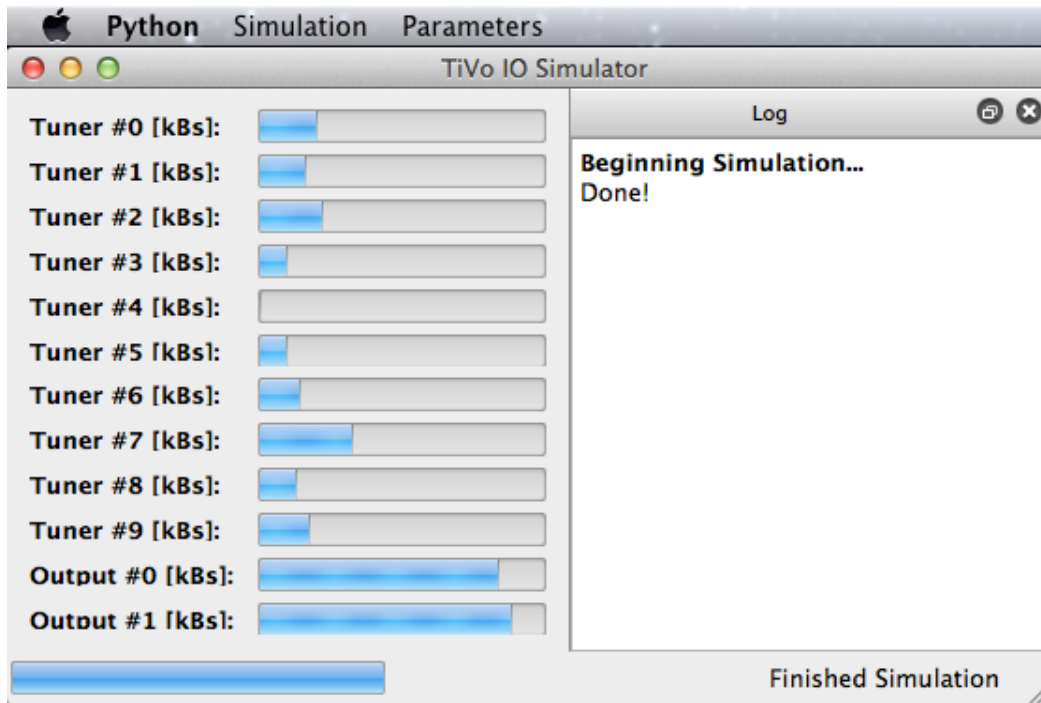 Python Simulation Parameters
TiVo IO Simulator
Tuner #0 [kBs]:
Tuner #1 [kBs]:
Tuner #2 [kBs]:
Tuner #3 [kBs]:
Tuner #4 [kBs]:
Tuner #5 [kBs]:
Tuner #6 [kBs]:
Tuner #7 [kBs]:
Tuner #8 [kBs]:
Tuner #9 [kBs]:
Output #0 [kBs]:
Output #1 [kBs]:
Log
Beginning Simulation...
Done!
Finished Simulation